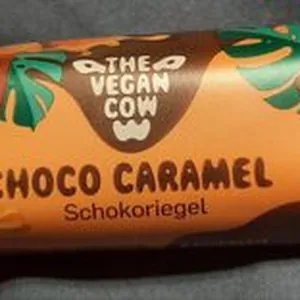 THE
VEGAN
COW
CHOCO CARAMEL
Schokoriegel